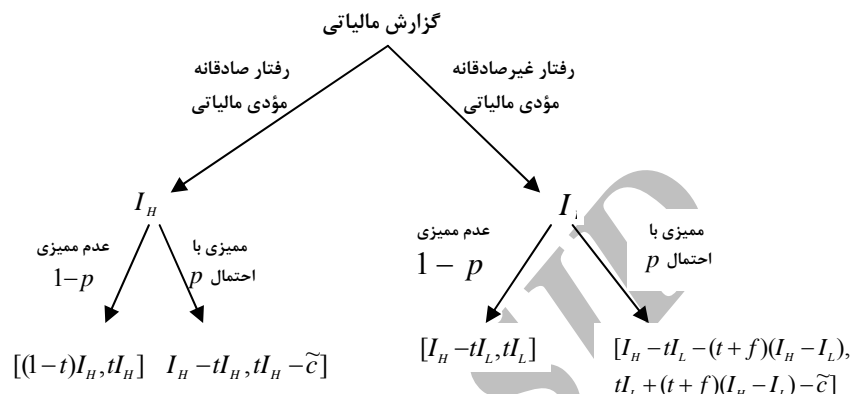 گزارش مالیاتی
رفتار صادقانه
مؤدی مالیاتی
رفتار غیرصادقانه
مؤدی مالیاتی
I_H
I
عدم ممیزی
1-p
ممیزی با
احتمال p
عدم ممیزی
1 - p
ممیزی با
احتمال p
[(1-t)I_H, tI_H]
I_H - tI_H, tI_H - c̃]
[I_H - tI_L, tI_L]
[I_H - tI_L - (t+f)(I_H - I_L),
tI_L + (t+f)(I_H - I_L) - c̃]